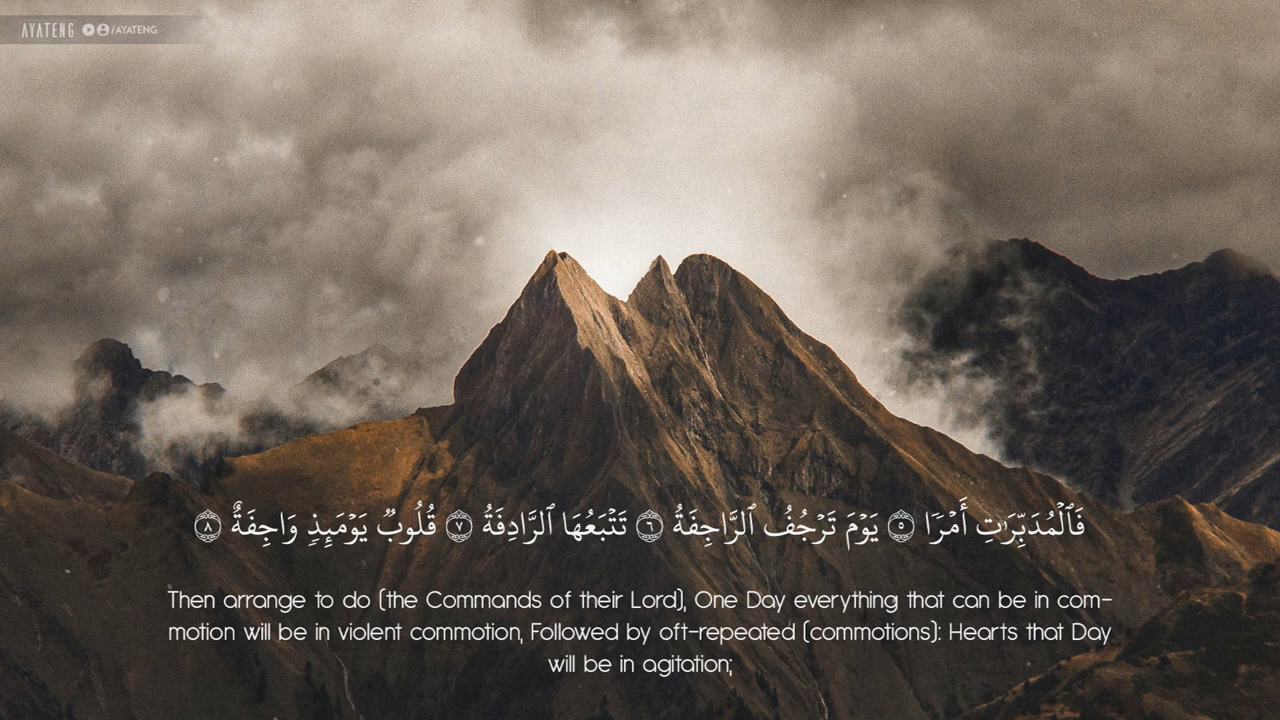 AYATENG /AYATENG
فَٱلۡمُدَبِّرَٰتِ أَمۡرٗا ٥ يَوۡمَ تَرۡجُفُ ٱلرَّاجِفَةُ ٦ تَتۡبَعُهَا ٱلرَّادِفَةُ ٧ قُلُوبٞ يَوۡمَئِذٖ وَاجِفَةٌ ٨
Then arrange to do (the Commands of their Lord), One Day everything that can be in com-
motion will be in violent commotion, Followed by oft-repeated (commotions): Hearts that Day
will be in agitation;